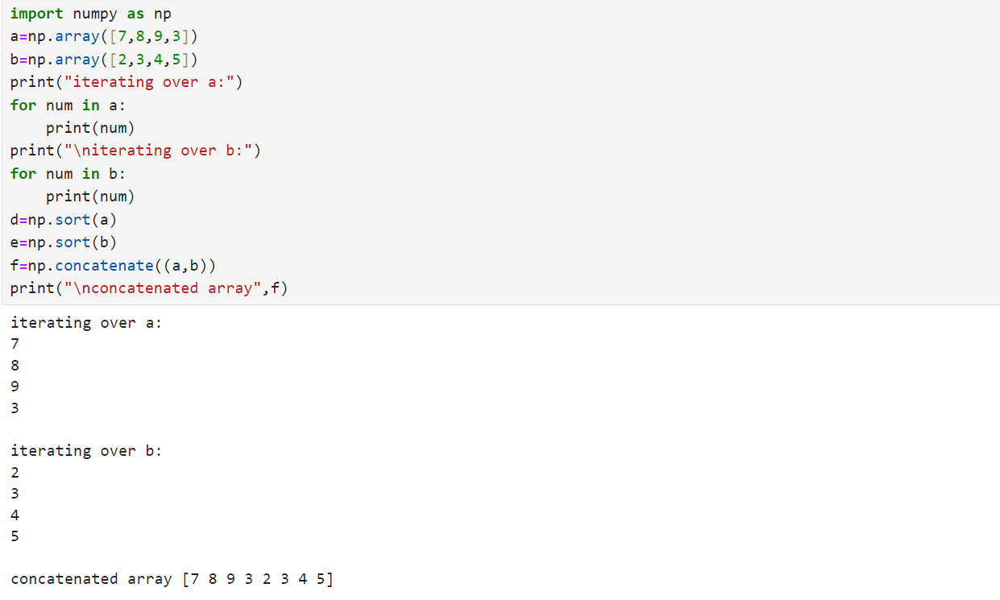 import numpy as np
a=np.array([7,8,9,3])
b=np.array([2,3,4,5])
print("iterating over a:")
for num in a:
    print(num)
print("\niterating over b:")
for num in b:
    print(num)
d=np.sort(a)
e=np.sort(b)
f=np.concatenate((a,b))
print("\nconcatenated array",f)
iterating over a:
7
8
9
3

iterating over b:
2
3
4
5

concatenated array [7 8 9 3 2 3 4 5]